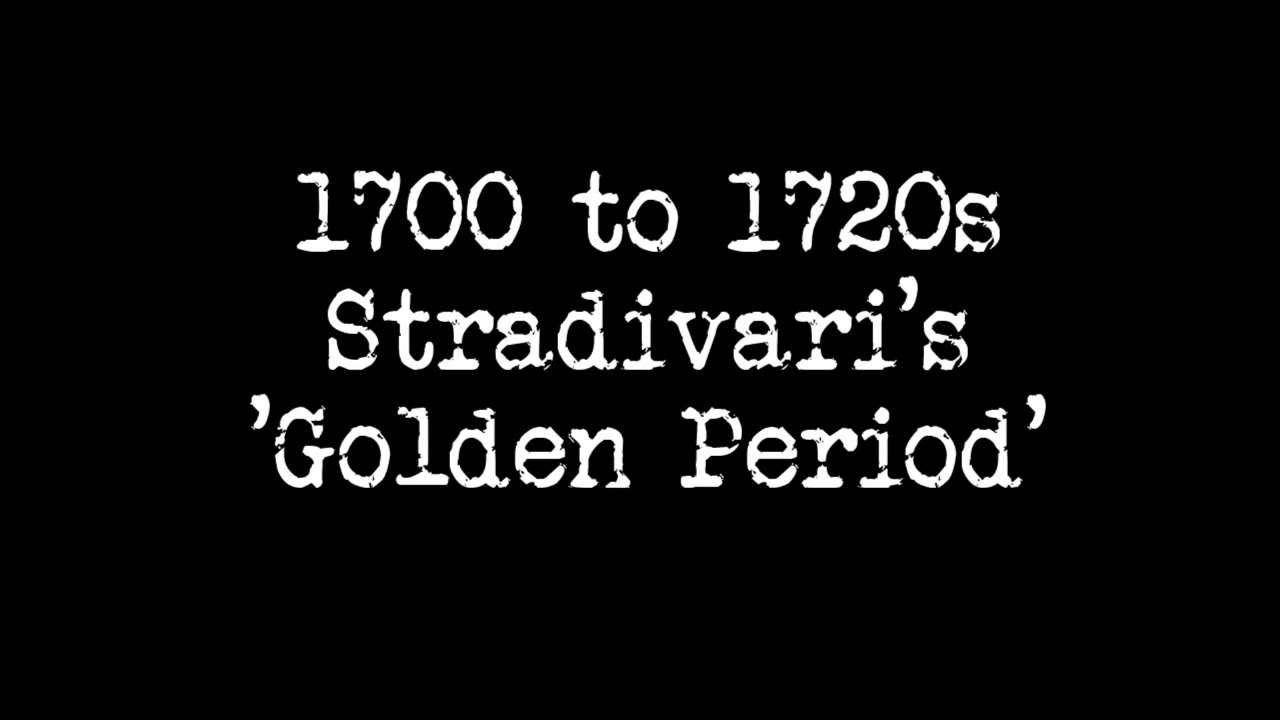 1700 to 1720s
Stradivari’s
’Golden Period’